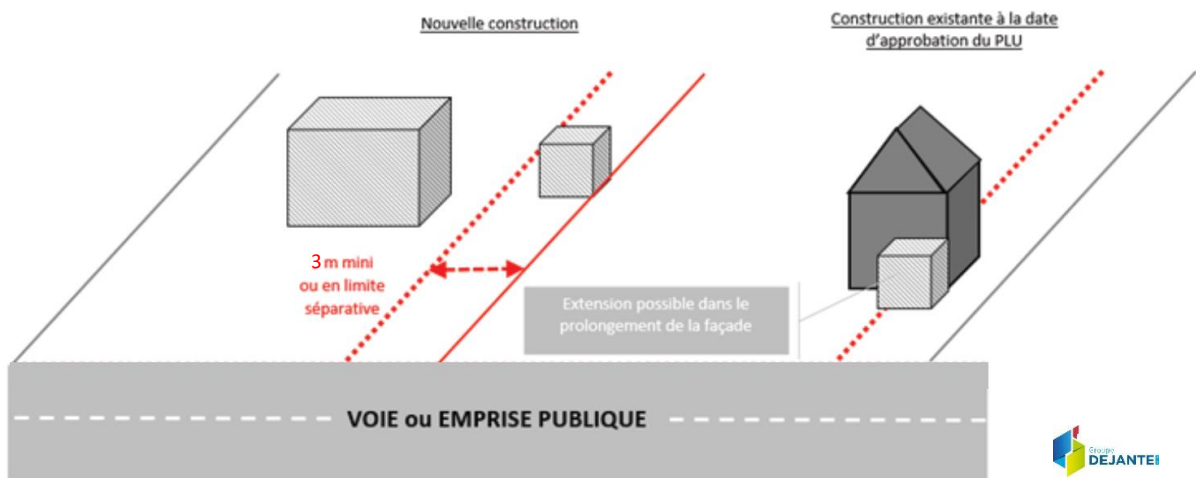 Nouvelle construction
Construction existante à la date
d'approbation du PLU
3 m mini
ou en limite
séparative
Extension possible dans le
prolongement de la façade
VOIE ou EMPRISE PUBLIQUE
Groupe
DEJANTE